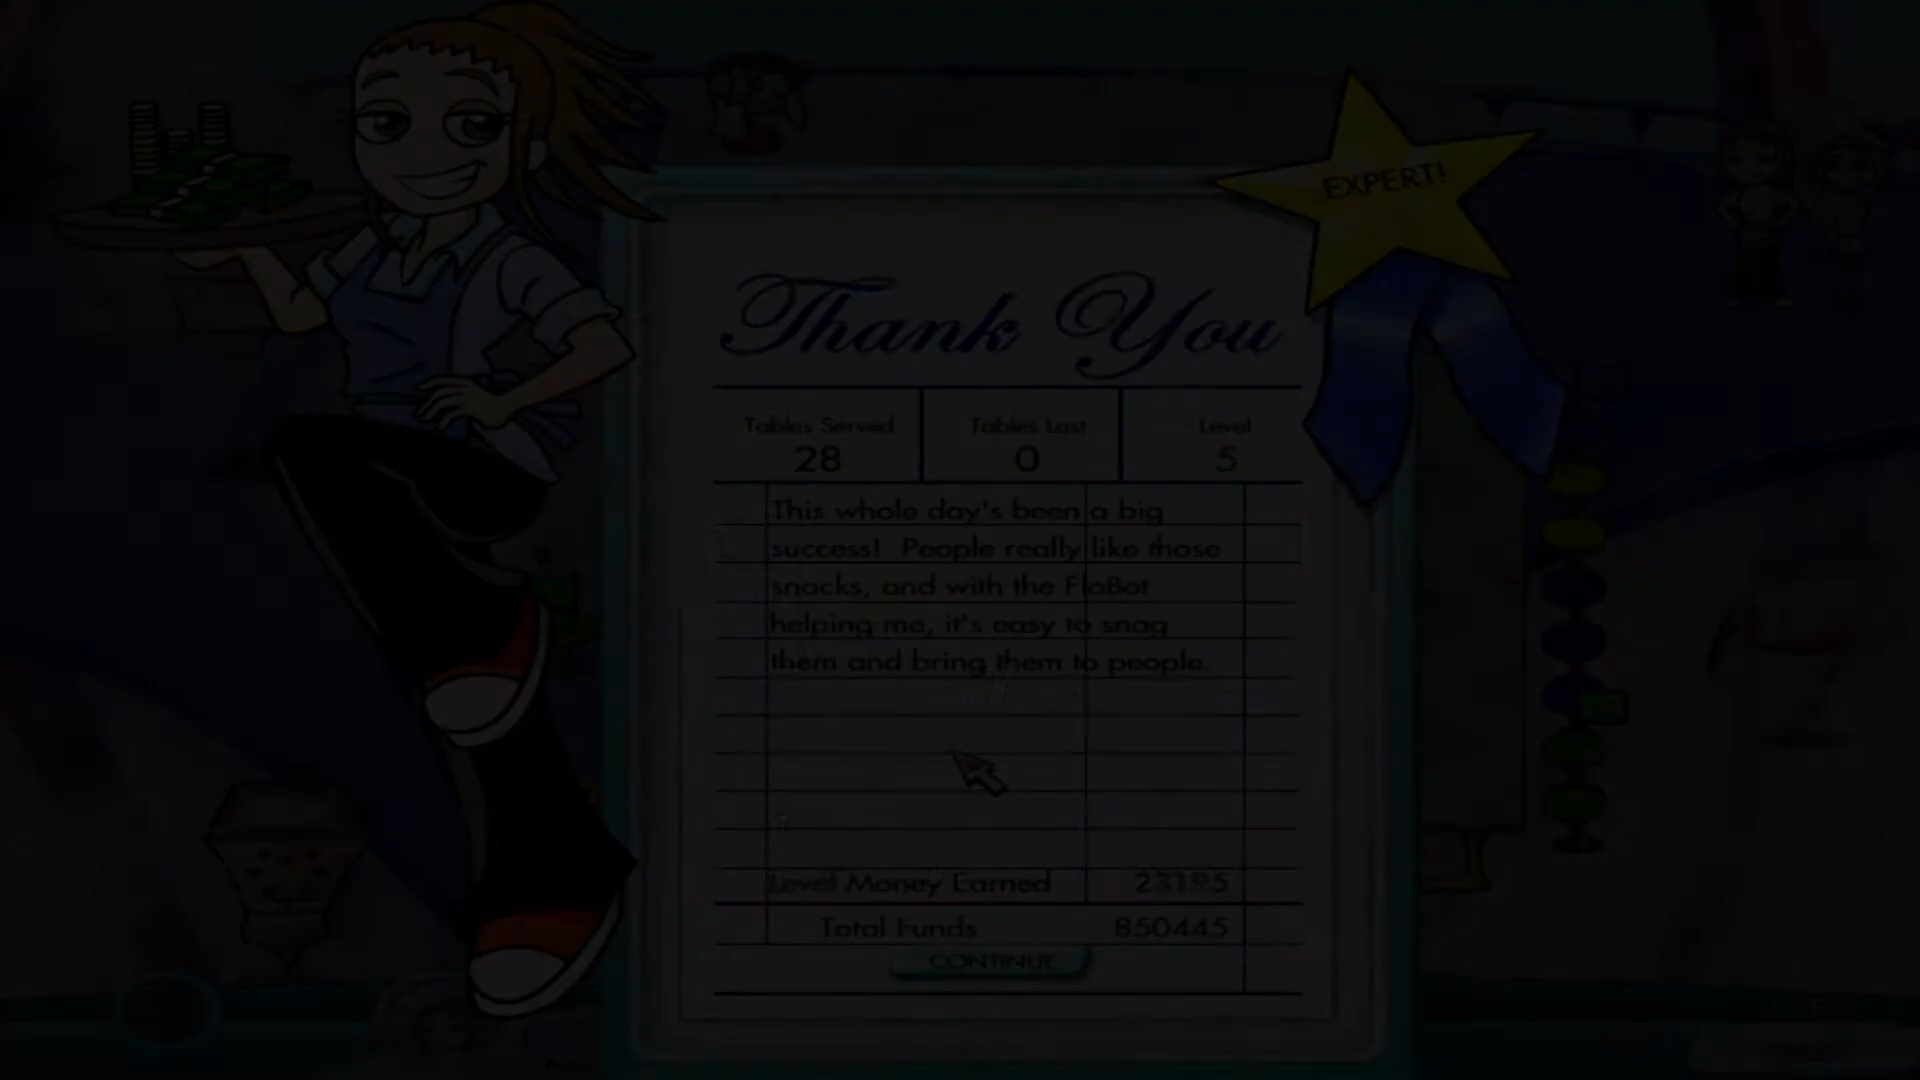 EXPERT!
Thank You
Tables Served
Tables Lost
Level
28
0
5
This whole day's been a big
success! People really like those
snacks, and with the FloBot
helping me, it's easy to snag
them and bring them to people.
Level Money Earned 23195
Total Funds 850445
CONTINUE